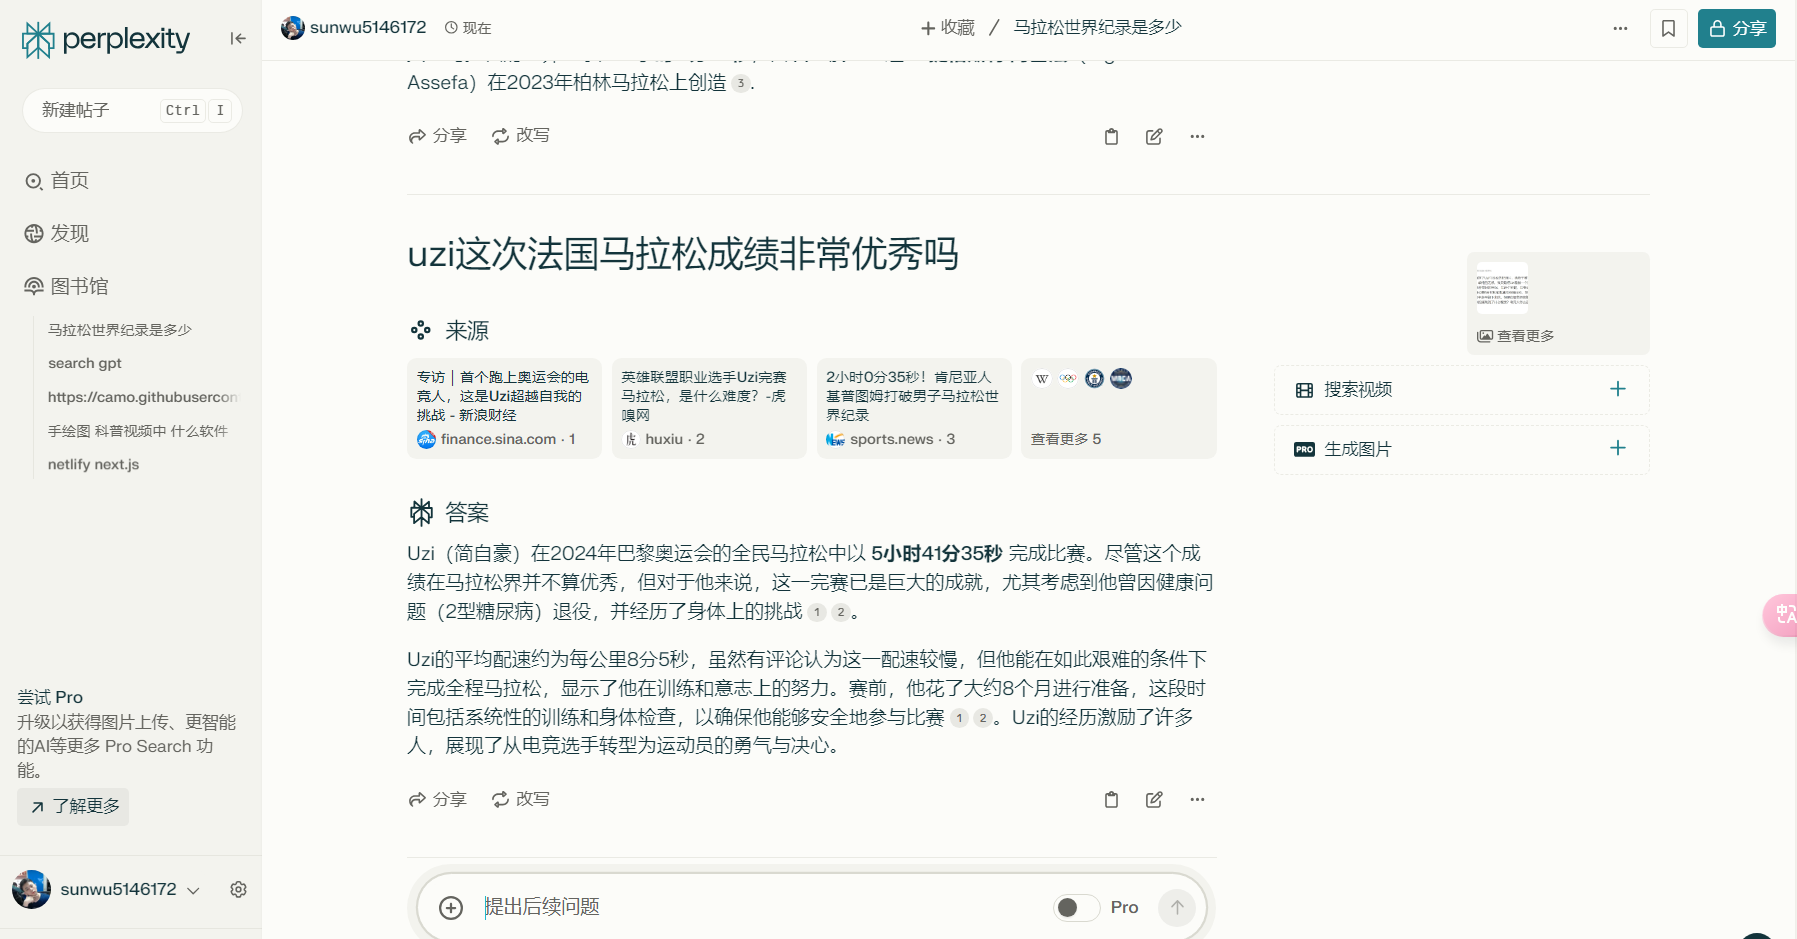 perplexity
新建帖子 Ctrl I
首页
发现
图书馆
马拉松世界纪录是多少
search gpt
https://camo.githubusercon
手绘图 科普视频中 什么软件
netlify next.js
尝试 Pro
升级以获得图片上传、更智能
的AI等更多 Pro Search 功
能。
了解更多
sunwu5146172
sunwu5146172 现在
收藏 / 马拉松世界纪录是多少
分享
Assefa）在2023年柏林马拉松上创造 3 .
分享 改写
uzi这次法国马拉松成绩非常优秀吗
来源
专访｜首个跑上奥运会的电
竞人，这是Uzi超越自我的
挑战 - 新浪财经
finance.sina.com · 1
英雄联盟职业选手Uzi完赛
马拉松，是什么难度？-虎
嗅网
huxiu · 2
2小时0分35秒！肯尼亚人
基普图姆打破男子马拉松世
界纪录
sports.news · 3
查看更多 5
答案
Uzi（简自豪）在2024年巴黎奥运会的全民马拉松中以 5小时41分35秒 完成比赛。尽管这个成
绩在马拉松界并不算优秀，但对于他来说，这一完赛已是巨大的成就，尤其考虑到他曾因健康问
题（2型糖尿病）退役，并经历了身体上的挑战 1 2 。
Uzi的平均配速约为每公里8分5秒，虽然有评论认为这一配速较慢，但他能在如此艰难的条件下
完成全程马拉松，显示了他在训练和意志上的努力。赛前，他花了大约8个月进行准备，这段时
间包括系统性的训练和身体检查，以确保他能够安全地参与比赛 1 2 。Uzi的经历激励了许多
人，展现了从电竞选手转型为运动员的勇气与决心。
分享 改写
提出后续问题
Pro
查看更多
搜索视频
PRO 生成图片